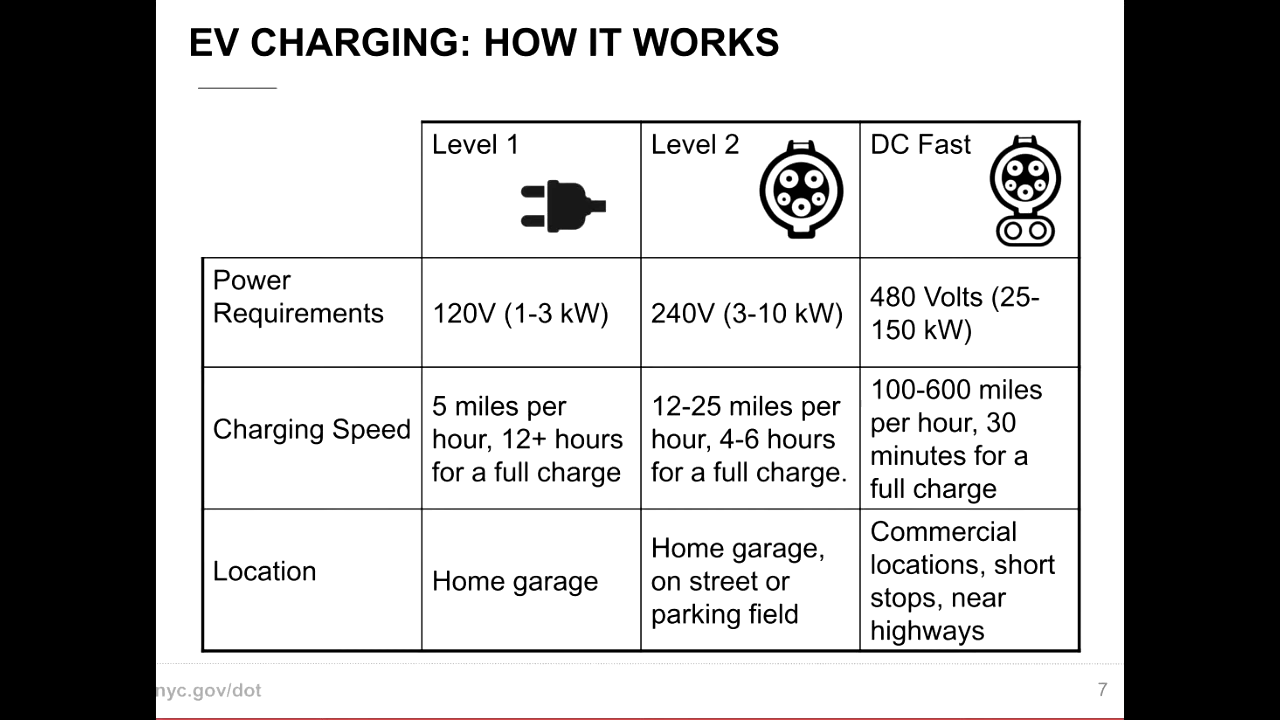 EV CHARGING: HOW IT WORKS
Level 1
Level 2
DC Fast
Power
Requirements
120V (1-3 kW)
240V (3-10 kW)
480 Volts (25-
150 kW)
Charging Speed
5 miles per
hour, 12+ hours
for a full charge
12-25 miles per
hour, 4-6 hours
for a full charge.
100-600 miles
per hour, 30
minutes for a
full charge
Location
Home garage
Home garage,
on street or
parking field
Commercial
locations, short
stops, near
highways
nyc.gov/dot
7